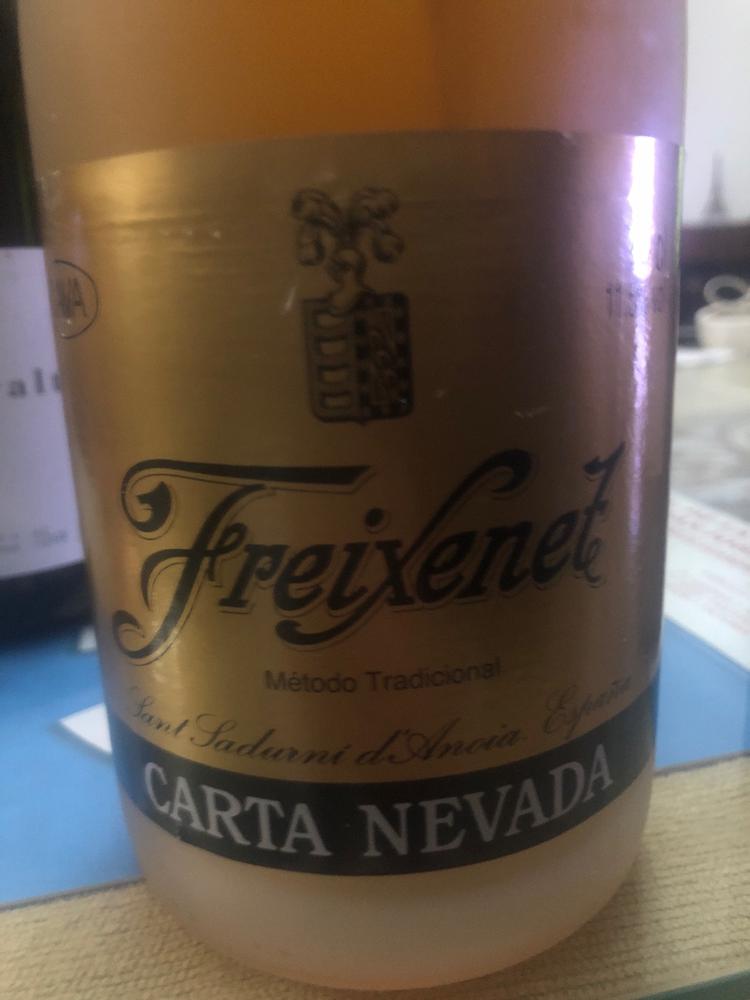 Freixenet
Método Tradicional
Sant Sadurní d'Anoia. España
CARTA NEVADA